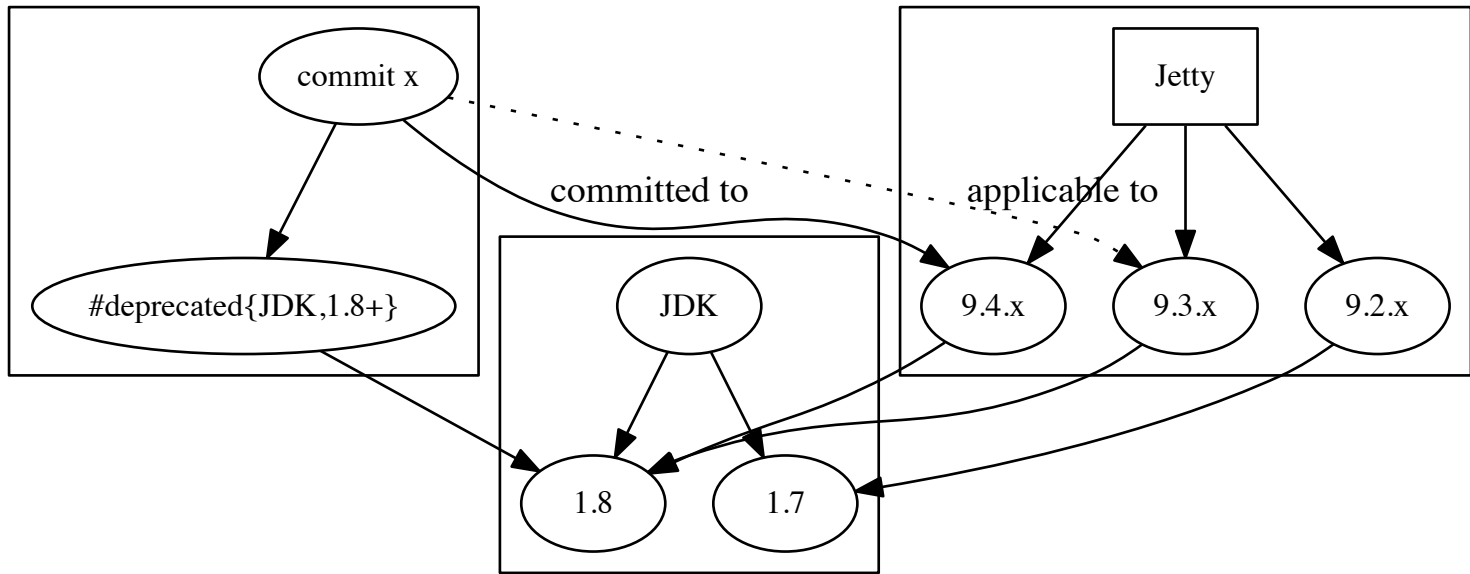 commit x
Jetty
committed to
applicable to
#deprecated{JDK,1.8+}
JDK
9.4.x
9.3.x
9.2.x
1.8
1.7